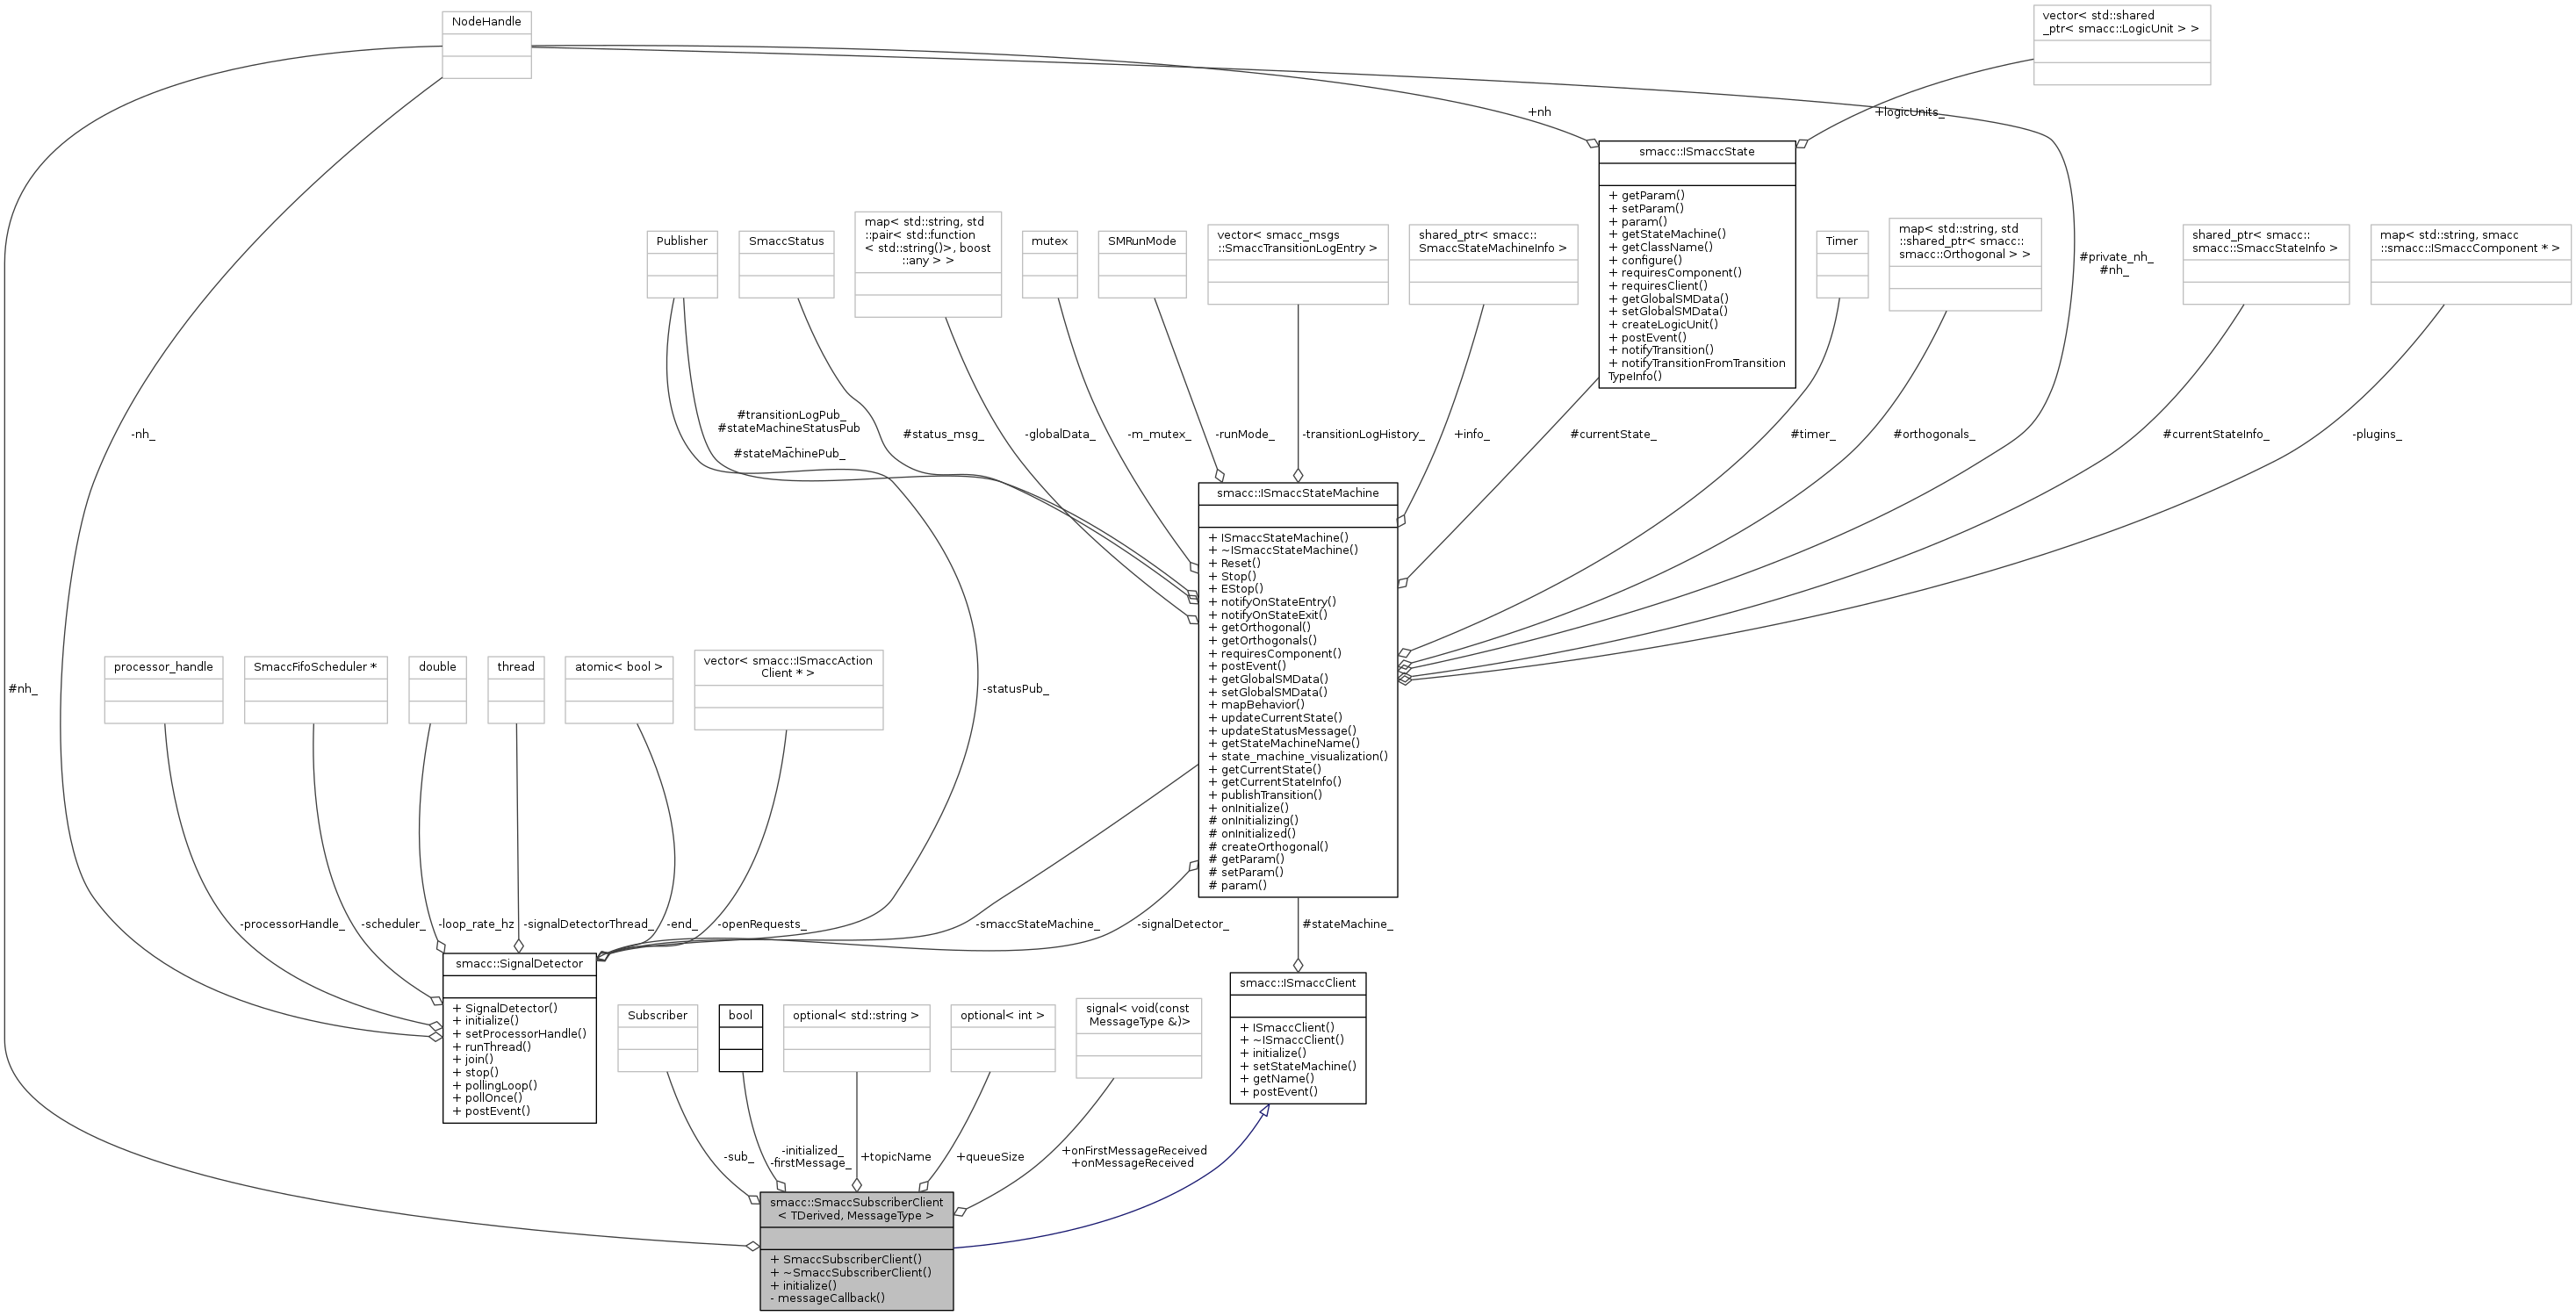 NodeHandle
vector< std::shared
_ptr< smacc::LogicUnit > >
+nh
+logicUnits_
smacc::ISmaccState
+ getParam()
+ setParam()
+ param()
+ getStateMachine()
+ getClassName()
+ configure()
+ requiresComponent()
+ requiresClient()
+ getGlobalSMData()
+ setGlobalSMData()
+ createLogicUnit()
+ postEvent()
+ notifyTransition()
+ notifyTransitionFromTransition
TypeInfo()
Publisher
SmaccStatus
map< std::string, std
::pair< std::function
< std::string()>, boost
::any > >
mutex
SMRunMode
vector< smacc_msgs
::SmaccTransitionLogEntry >
shared_ptr< smacc::
SmaccStateMachineInfo >
Timer
map< std::string, std
::shared_ptr< smacc::
smacc::Orthogonal > >
#private_nh_
#nh_
shared_ptr< smacc::
smacc::SmaccStateInfo >
map< std::string, smacc
::smacc::ISmaccComponent * >
-nh_
#transitionLogPub_
#stateMachineStatusPub
_
#stateMachinePub_
#status_msg_
-globalData_
-m_mutex_
-runMode_
-transitionLogHistory_
+info_
#currentState_
#timer_
#orthogonals_
#currentStateInfo_
-plugins_
smacc::ISmaccStateMachine
+ ISmaccStateMachine()
+ ~ISmaccStateMachine()
+ Reset()
+ Stop()
+ EStop()
+ notifyOnStateEntry()
+ notifyOnStateExit()
+ getOrthogonal()
+ getOrthogonals()
+ requiresComponent()
+ postEvent()
+ getGlobalSMData()
+ setGlobalSMData()
+ mapBehavior()
+ updateCurrentState()
+ updateStatusMessage()
+ getStateMachineName()
+ state_machine_visualization()
+ getCurrentState()
+ getCurrentStateInfo()
+ publishTransition()
+ onInitialize()
# onInitializing()
# onInitialized()
# createOrthogonal()
# getParam()
# setParam()
# param()
#nh_
processor_handle
SmaccFifoScheduler *
double
thread
atomic< bool >
vector< smacc::ISmaccAction
Client * >
-statusPub_
-processorHandle_
-scheduler_
-loop_rate_hz
-signalDetectorThread_
-end_
-openRequests_
-smaccStateMachine_
-signalDetector_
#stateMachine_
smacc::SignalDetector
+ SignalDetector()
+ initialize()
+ setProcessorHandle()
+ runThread()
+ join()
+ stop()
+ pollingLoop()
+ pollOnce()
+ postEvent()
Subscriber
bool
optional< std::string >
optional< int >
signal< void(const
MessageType &)>
smacc::ISmaccClient
+ ISmaccClient()
+ ~ISmaccClient()
+ initialize()
+ setStateMachine()
+ getName()
+ postEvent()
-sub_
-initialized_
-firstMessage_
+topicName
+queueSize
+onFirstMessageReceived
+onMessageReceived
smacc::SmaccSubscriberClient
< TDerived, MessageType >
+ SmaccSubscriberClient()
+ ~SmaccSubscriberClient()
+ initialize()
- messageCallback()